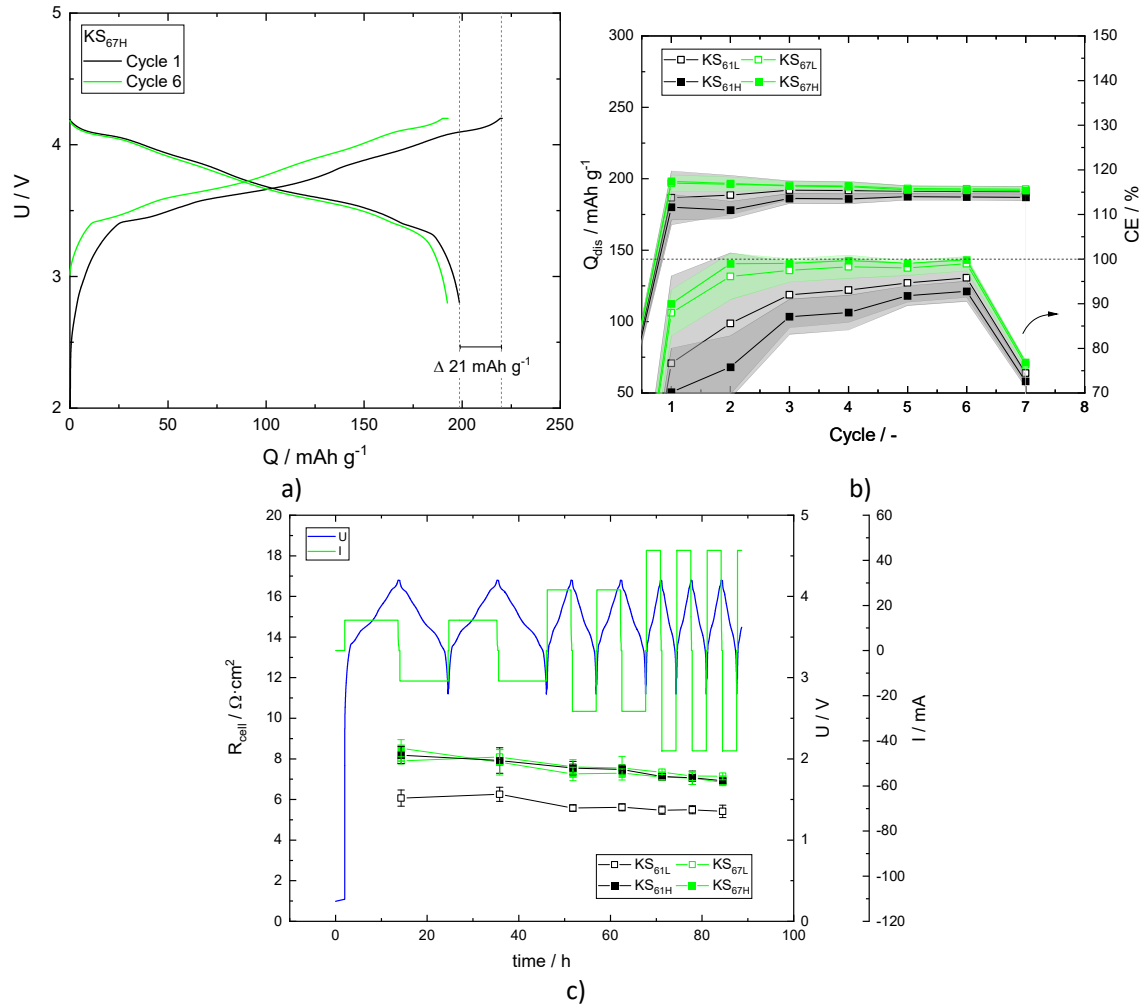 KS67H
Cycle 1
Cycle 6
4
3
2
U / V
0 50 100 150 200 250
Q / mAh g-1
Δ 21 mAh g-1
a)
KS61L KS67L
KS61H KS67H
300
250
200
150
100
50
Qdis / mAh g-1
150
140
130
120
110
100
90
80
70
CE / %
1 2 3 4 5 6 7 8
Cycle / -
b)
U
I
20
18
16
14
12
10
8
6
4
2
0
Rcell / Ω·cm2
5
4
3
2
1
0
U / V
60
40
20
0
-20
-40
-60
-80
-100
-120
I / mA
KS61L KS67L
KS61H KS67H
0 20 40 60 80 100
time / h
c)